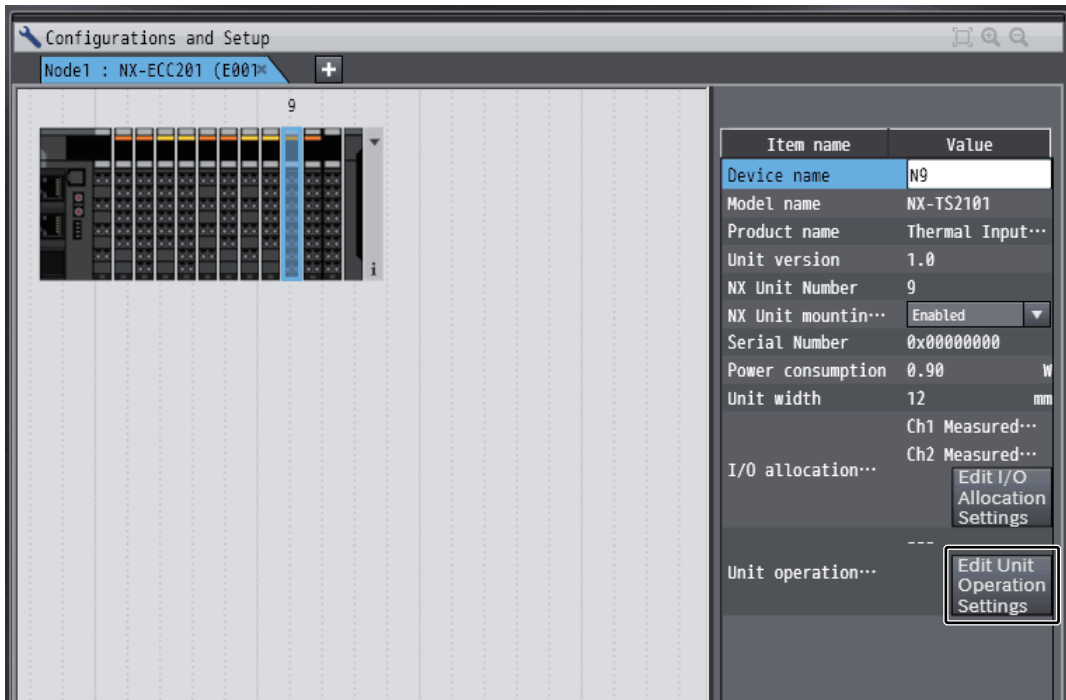 Configurations and Setup
Node1 : NX-ECC201 (E001
+
9
i
Item name Value
Device name N9
Model name NX-TS2101
Product name Thermal Input···
Unit version 1.0
NX Unit Number 9
NX Unit mountin··· Enabled
Serial Number 0x00000000
Power consumption 0.90 W
Unit width 12 mm
I/O allocation··· Ch1 Measured···
Ch2 Measured···
Edit I/O
Allocation
Settings
Unit operation··· ---
Edit Unit
Operation
Settings